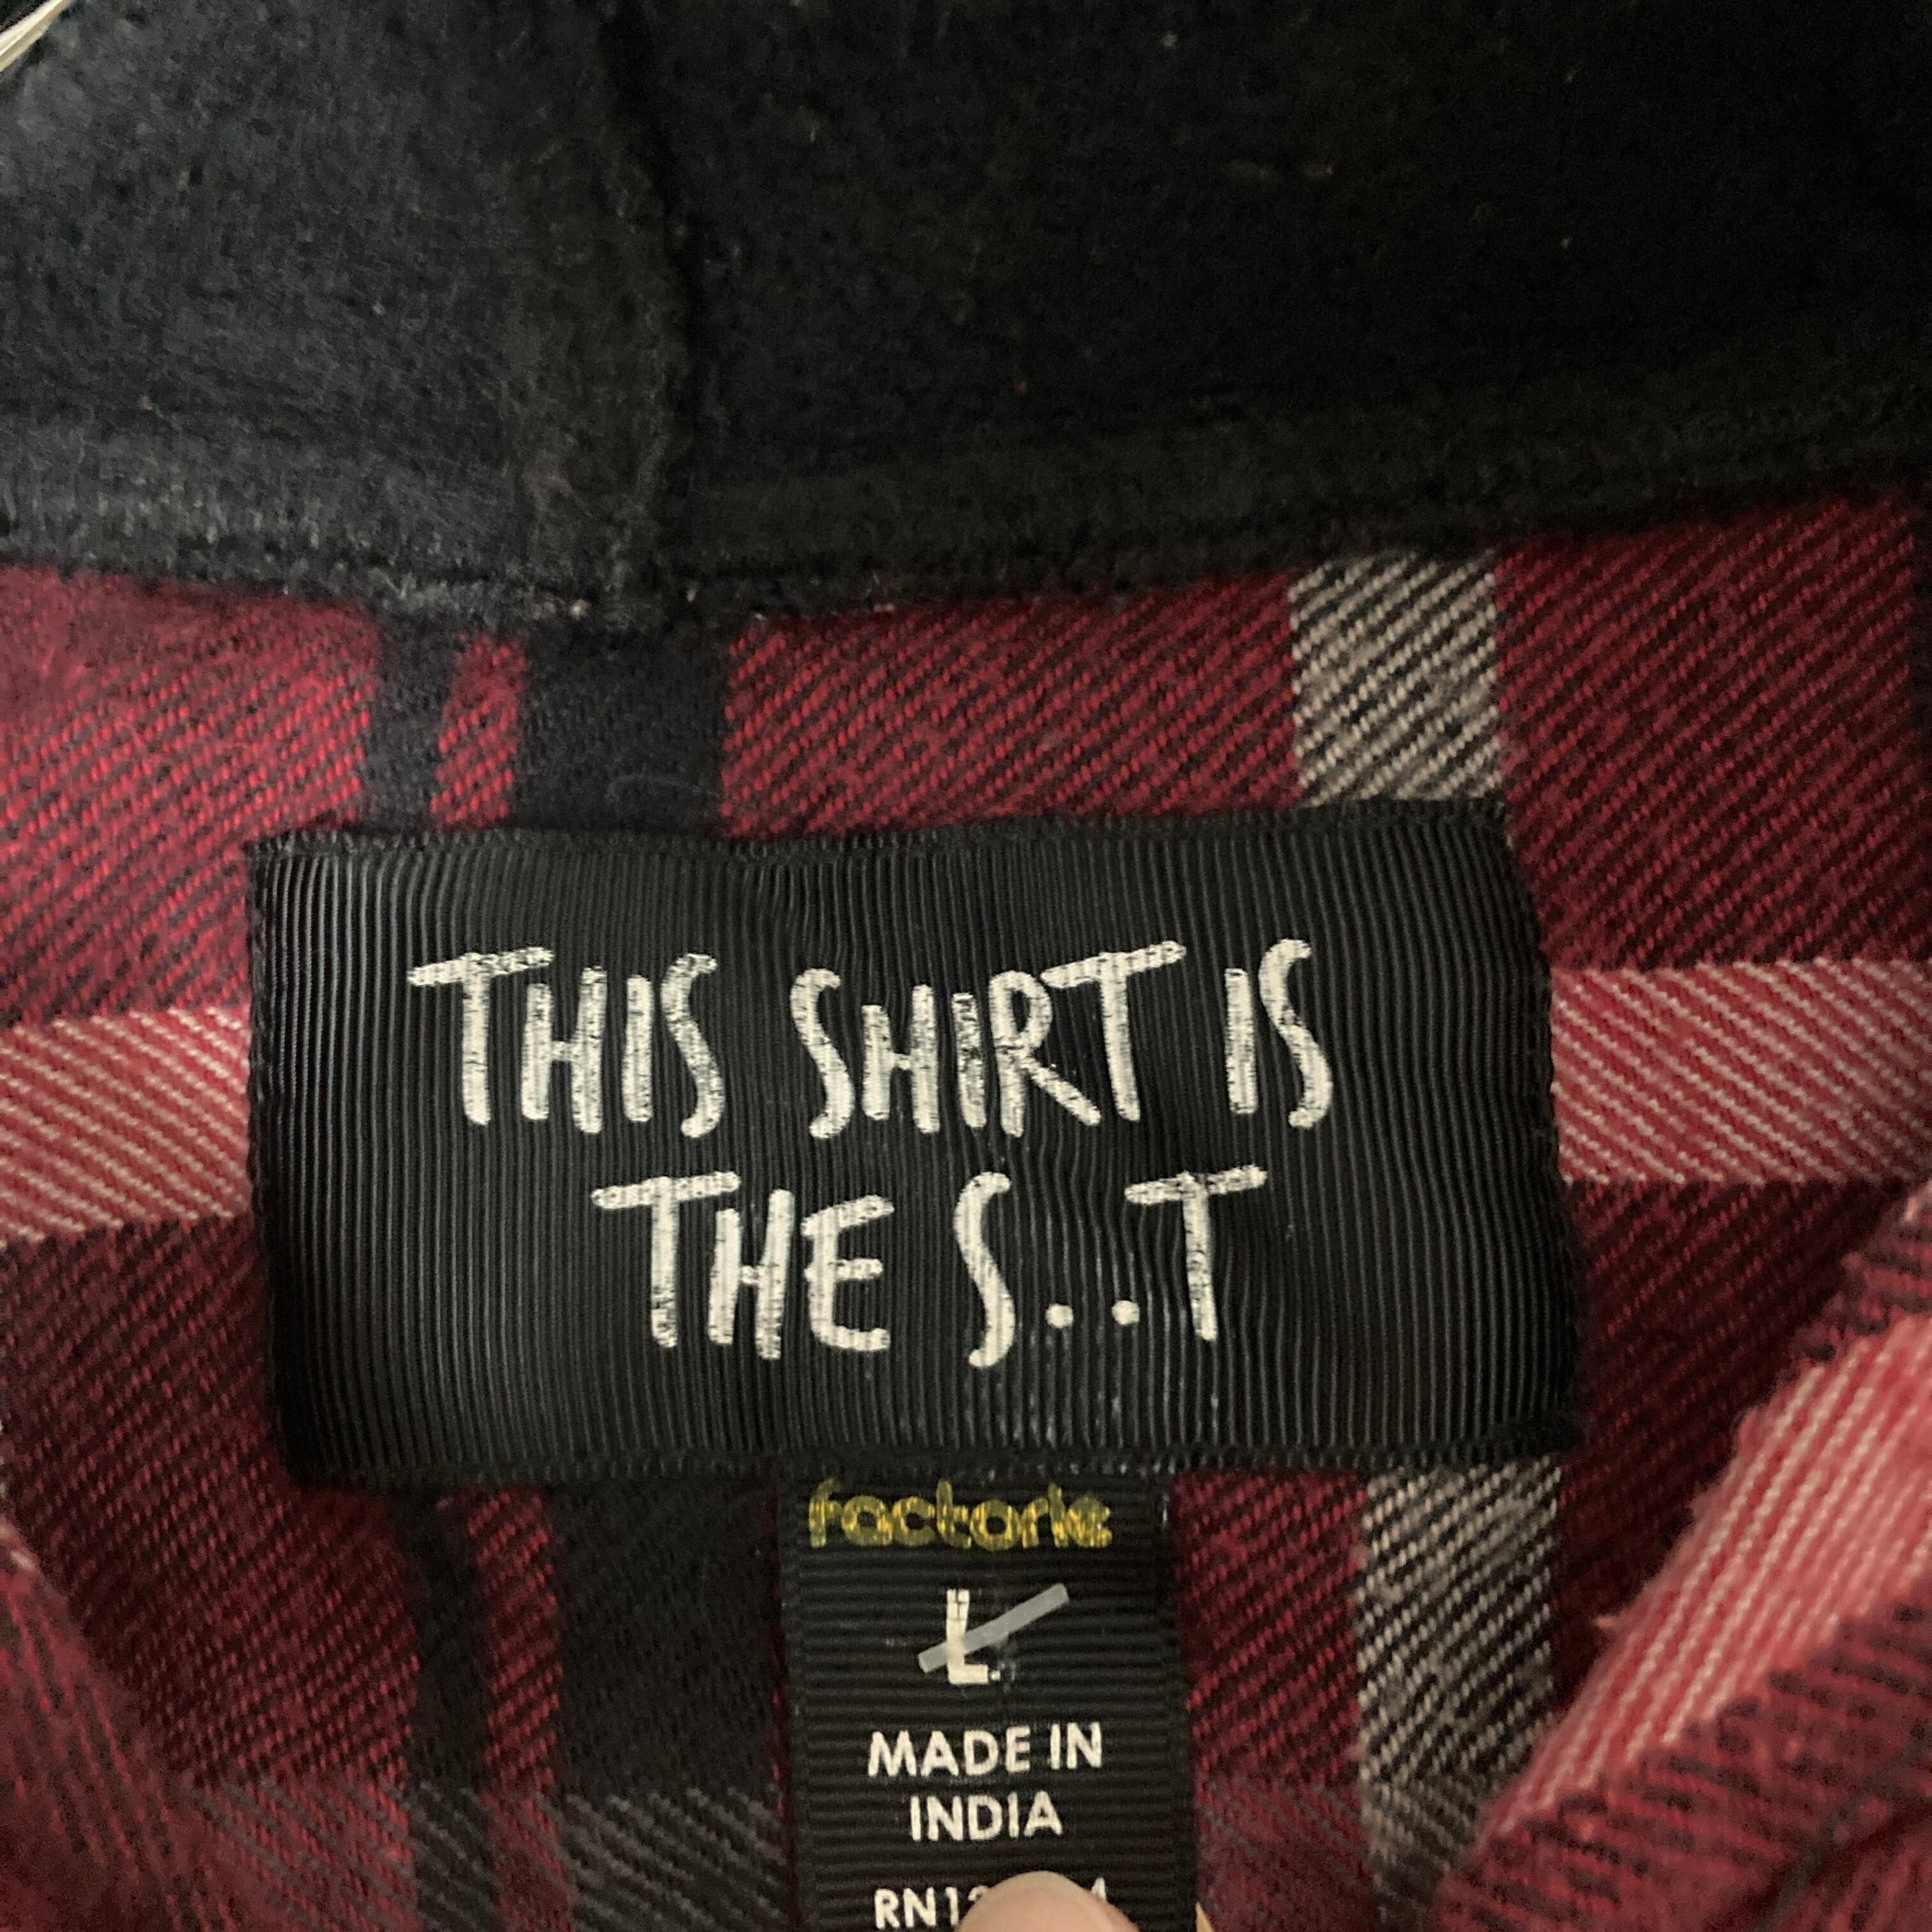 THIS SHIRT IS
THE S..T
factorie
L
MADE IN
INDIA